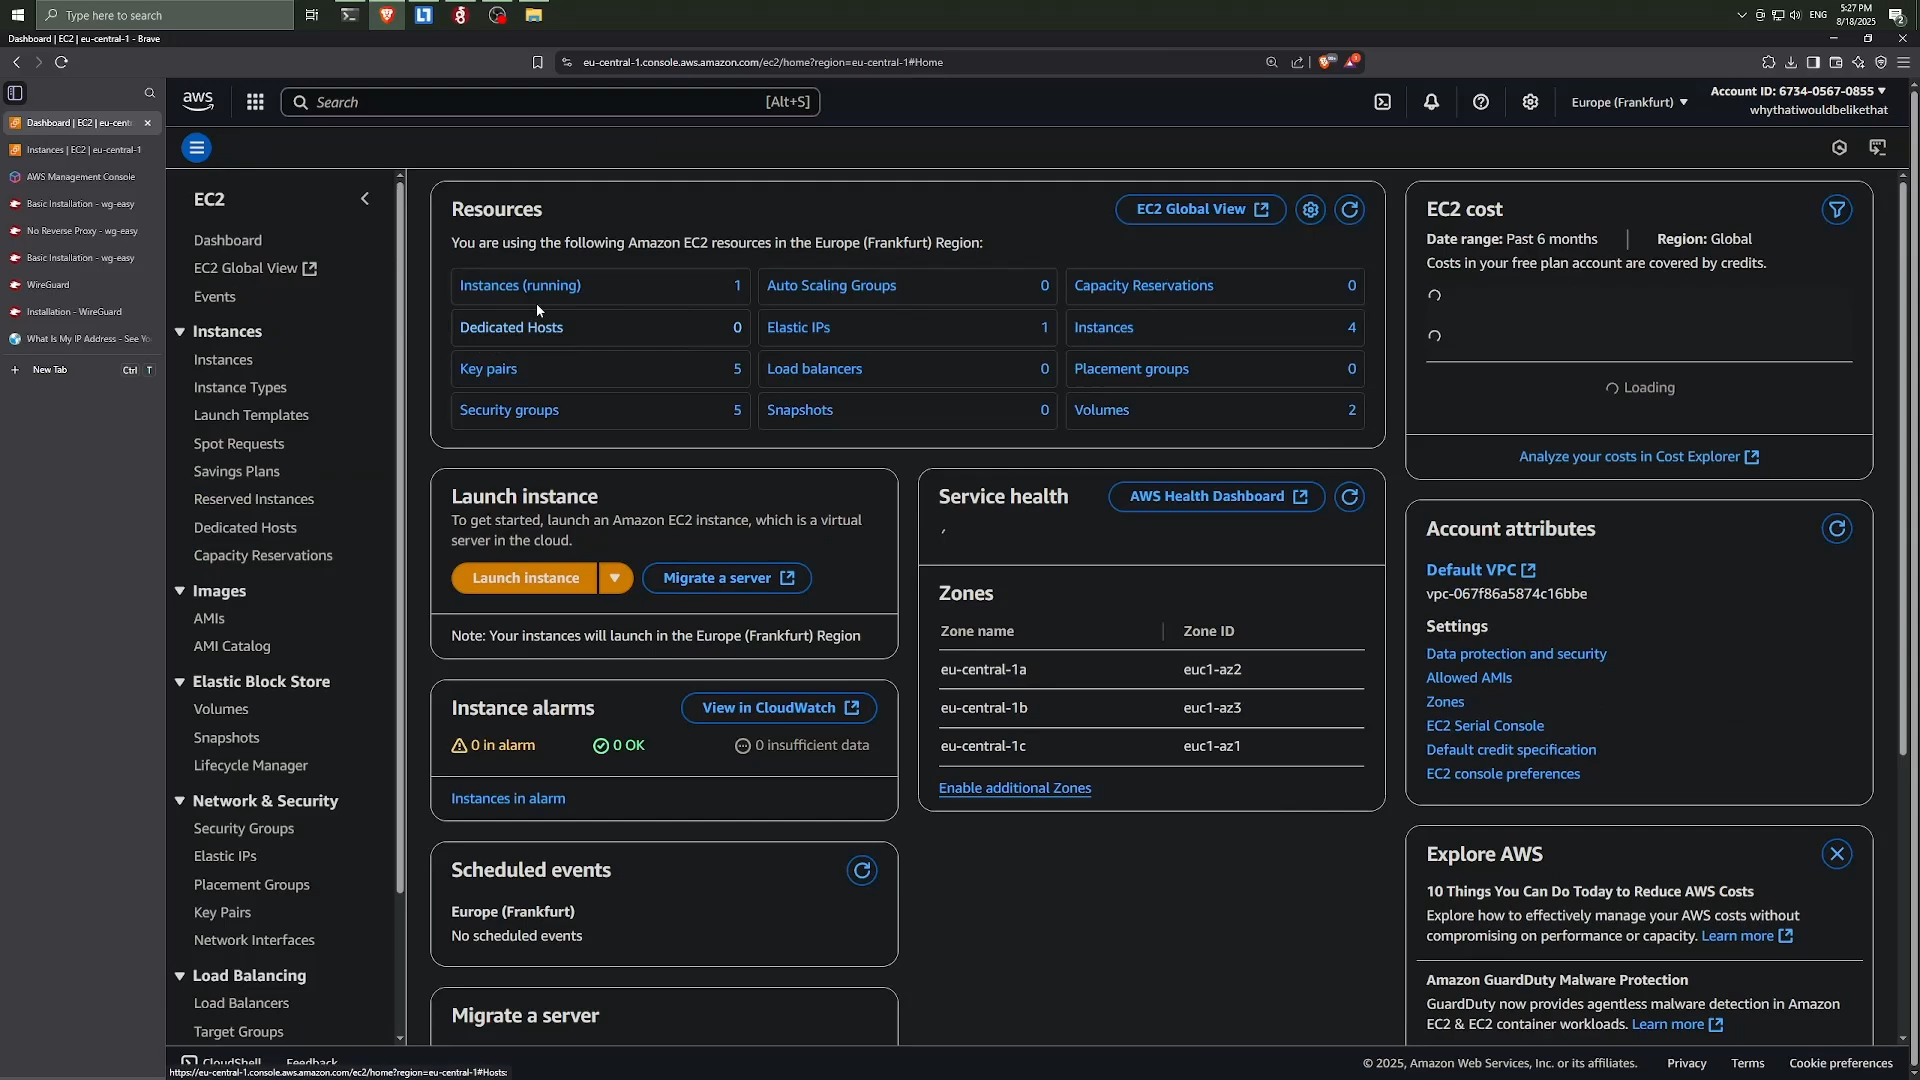 Type here to search
ENG
5:27 PM
8/18/2025
2
Dashboard | EC2 | eu-central-1 - Brave
eu-central-1.console.aws.amazon.com/ec2/home?region=eu-central-1#Home
Dashboard | EC2 | eu-cent
Instances | EC2 | eu-central-1
AWS Management Console
Basic Installation - wg-easy
No Reverse Proxy - wg-easy
Basic Installation - wg-easy
WireGuard
Installation - WireGuard
What Is My IP Address - See Yo
New Tab
Ctrl
T
aws
Search
[Alt+S]
Europe (Frankfurt)
Account ID: 6734-0567-0855
whythatiwouldbelikethat
EC2
Dashboard
EC2 Global View
Events
Instances
Instances
Instance Types
Launch Templates
Spot Requests
Savings Plans
Reserved Instances
Dedicated Hosts
Capacity Reservations
Images
AMIs
AMI Catalog
Elastic Block Store
Volumes
Snapshots
Lifecycle Manager
Network & Security
Security Groups
Elastic IPs
Placement Groups
Key Pairs
Network Interfaces
Load Balancing
Load Balancers
Target Groups
Resources
EC2 Global View
You are using the following Amazon EC2 resources in the Europe (Frankfurt) Region:
Instances (running) 1
Auto Scaling Groups 0
Capacity Reservations 0
Dedicated Hosts 0
Elastic IPs 1
Instances 4
Key pairs 5
Load balancers 0
Placement groups 0
Security groups 5
Snapshots 0
Volumes 2
Launch instance
To get started, launch an Amazon EC2 instance, which is a virtual
server in the cloud.
Launch instance
Migrate a server
Note: Your instances will launch in the Europe (Frankfurt) Region
Instance alarms
View in CloudWatch
0 in alarm
0 OK
0 insufficient data
Instances in alarm
Scheduled events
Europe (Frankfurt)
No scheduled events
Migrate a server
Service health
AWS Health Dashboard
Zones
Zone name
Zone ID
eu-central-1a euc1-az2
eu-central-1b euc1-az3
eu-central-1c euc1-az1
Enable additional Zones
EC2 cost
Date range: Past 6 months
Region: Global
Costs in your free plan account are covered by credits.
Loading
Analyze your costs in Cost Explorer
Account attributes
Default VPC
vpc-067f86a5874c16bbe
Settings
Data protection and security
Allowed AMIs
Zones
EC2 Serial Console
Default credit specification
EC2 console preferences
Explore AWS
10 Things You Can Do Today to Reduce AWS Costs
Explore how to effectively manage your AWS costs without
compromising on performance or capacity. Learn more
Amazon GuardDuty Malware Protection
GuardDuty now provides agentless malware detection in Amazon
EC2 & EC2 container workloads. Learn more
CloudShell
Feedback
https://eu-central-1.console.aws.amazon.com/ec2/home?region=eu-central-1#Hosts:
© 2025, Amazon Web Services, Inc. or its affiliates.
Privacy
Terms
Cookie preferences